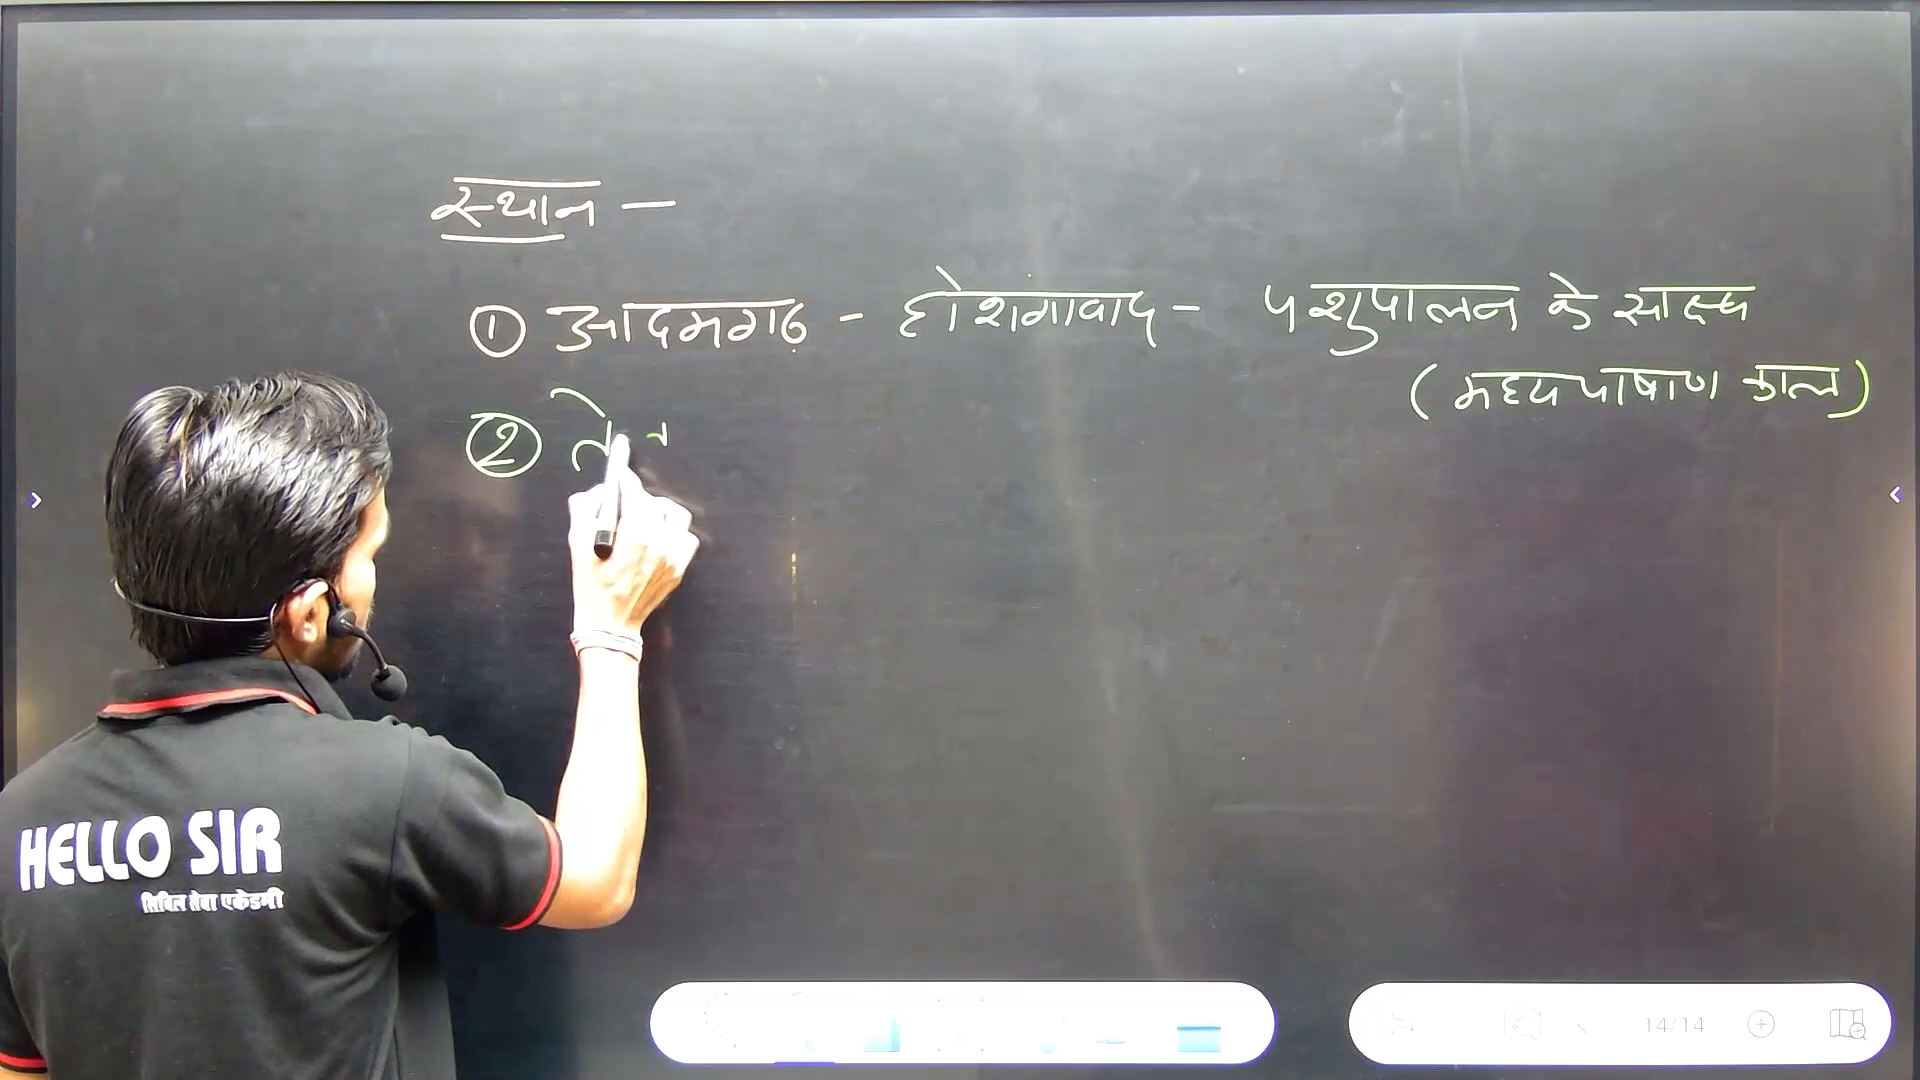 स्थान -
① आदमगढ़ - होशंगावाद - पशुपालन के साक्ष्य
(मध्यपाषाण काल)
②
HELLO SIR
सिविल सेवा एकेडमी
14/14